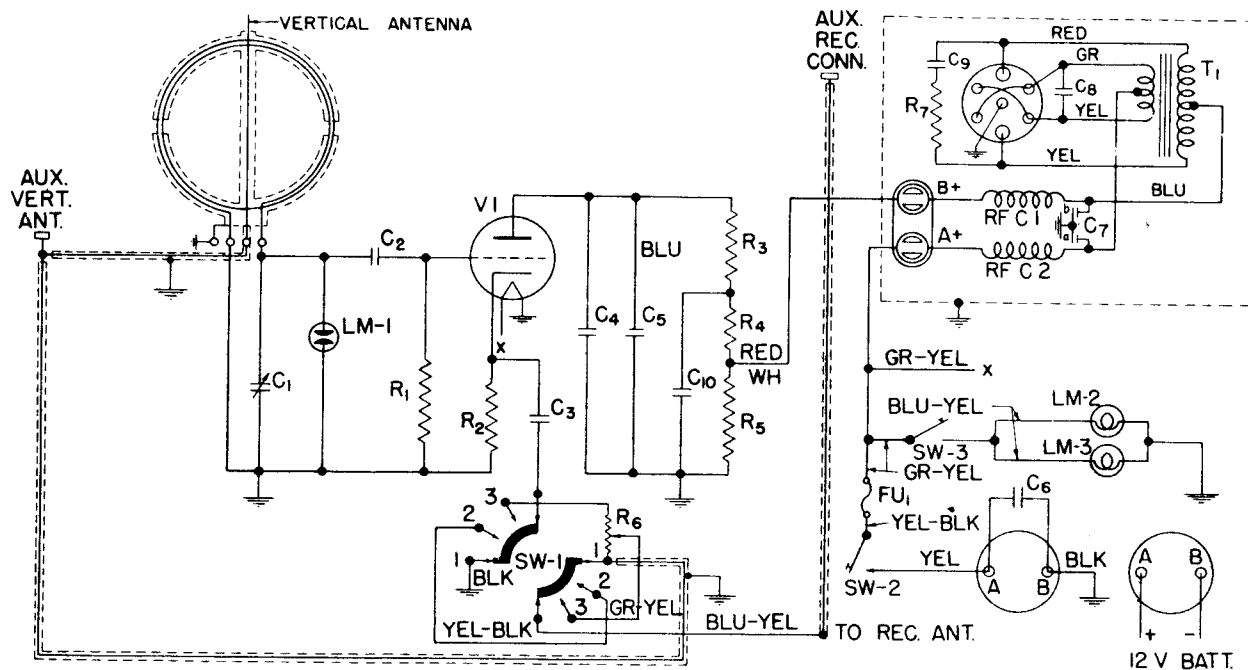 VERTICAL ANTENNA
AUX.
REC.
CONN.
RED
C9
GR
T1
C8
R7
YEL
YEL
AUX.
VERT.
ANT.
B+
RF C1
BLU
b
C7
a
A+
RF C2
V1
C2
BLU
R3
LM-1
C4
C5
R4
RED
WH
X
GR-YEL
X
C1
R1
R2
C3
C10
R5
BLU-YEL
LM-2
SW-3
LM-3
GR-YEL
FU1
C6
3
2
R6
YEL-BLK
1
SW-1
1
BLK
YEL
A
B
BLK
A
B
SW-2
2
GR-YEL
3
YEL-BLK
BLU-YEL
TO REC. ANT.
+
-
12 V BATT.